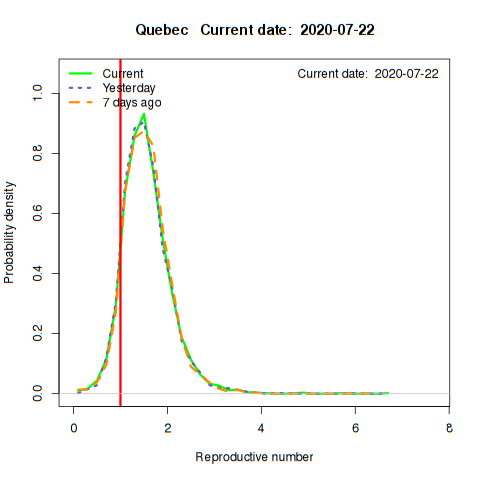 Quebec   Current date:  2020-07-22
Current
Current date:  2020-07-22
Yesterday
7 days ago
Probability density
0.0
0.2
0.4
0.6
0.8
1.0
0
2
4
6
8
Reproductive number